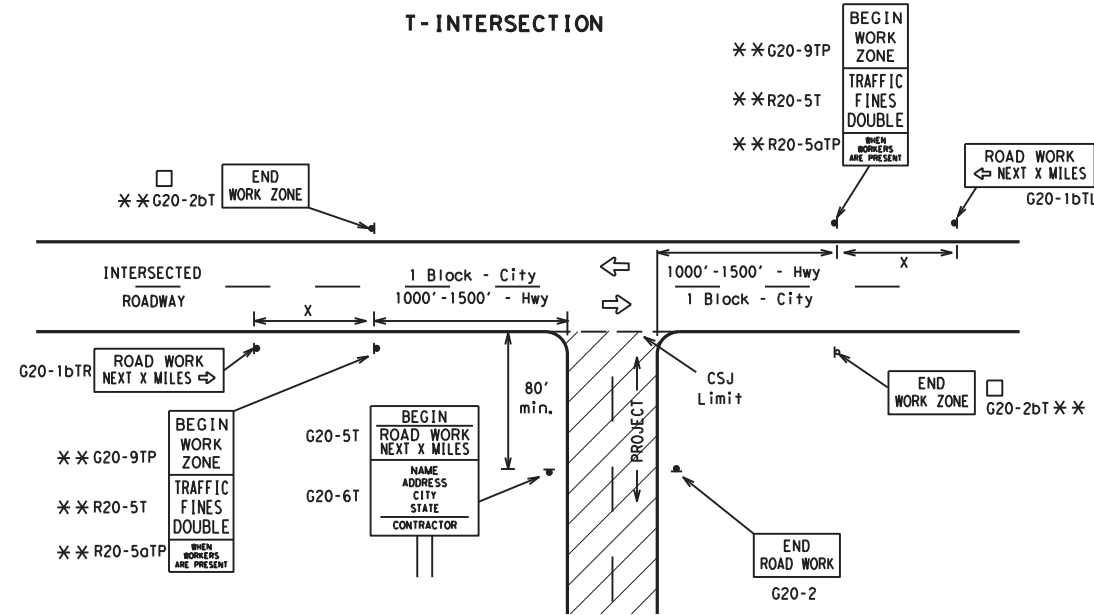 T-INTERSECTION
BEGIN
WORK
ZONE
**G20-9TP
TRAFFIC
FINES
DOUBLE
**R20-5T
WHEN
WORKERS
ARE PRESENT
**R20-5aTP
ROAD WORK
⇦ NEXT X MILES
G20-1bTL
END
WORK ZONE
□
**G20-2bT
INTERSECTED
ROADWAY
1 Block - City
1000'-1500' - Hwy
X
1000'-1500' - Hwy
1 Block - City
X
G20-1bTR
ROAD WORK
NEXT X MILES ⇨
80'
min.
CSJ
Limit
PROJECT
END
WORK ZONE
□
G20-2bT **
BEGIN
WORK
ZONE
** G20-9TP
TRAFFIC
FINES
DOUBLE
** R20-5T
WHEN
WORKERS
ARE PRESENT
** R20-5aTP
G20-5T
BEGIN
ROAD WORK
NEXT X MILES
G20-6T
NAME
ADDRESS
CITY
STATE
CONTRACTOR
END
ROAD WORK
G20-2